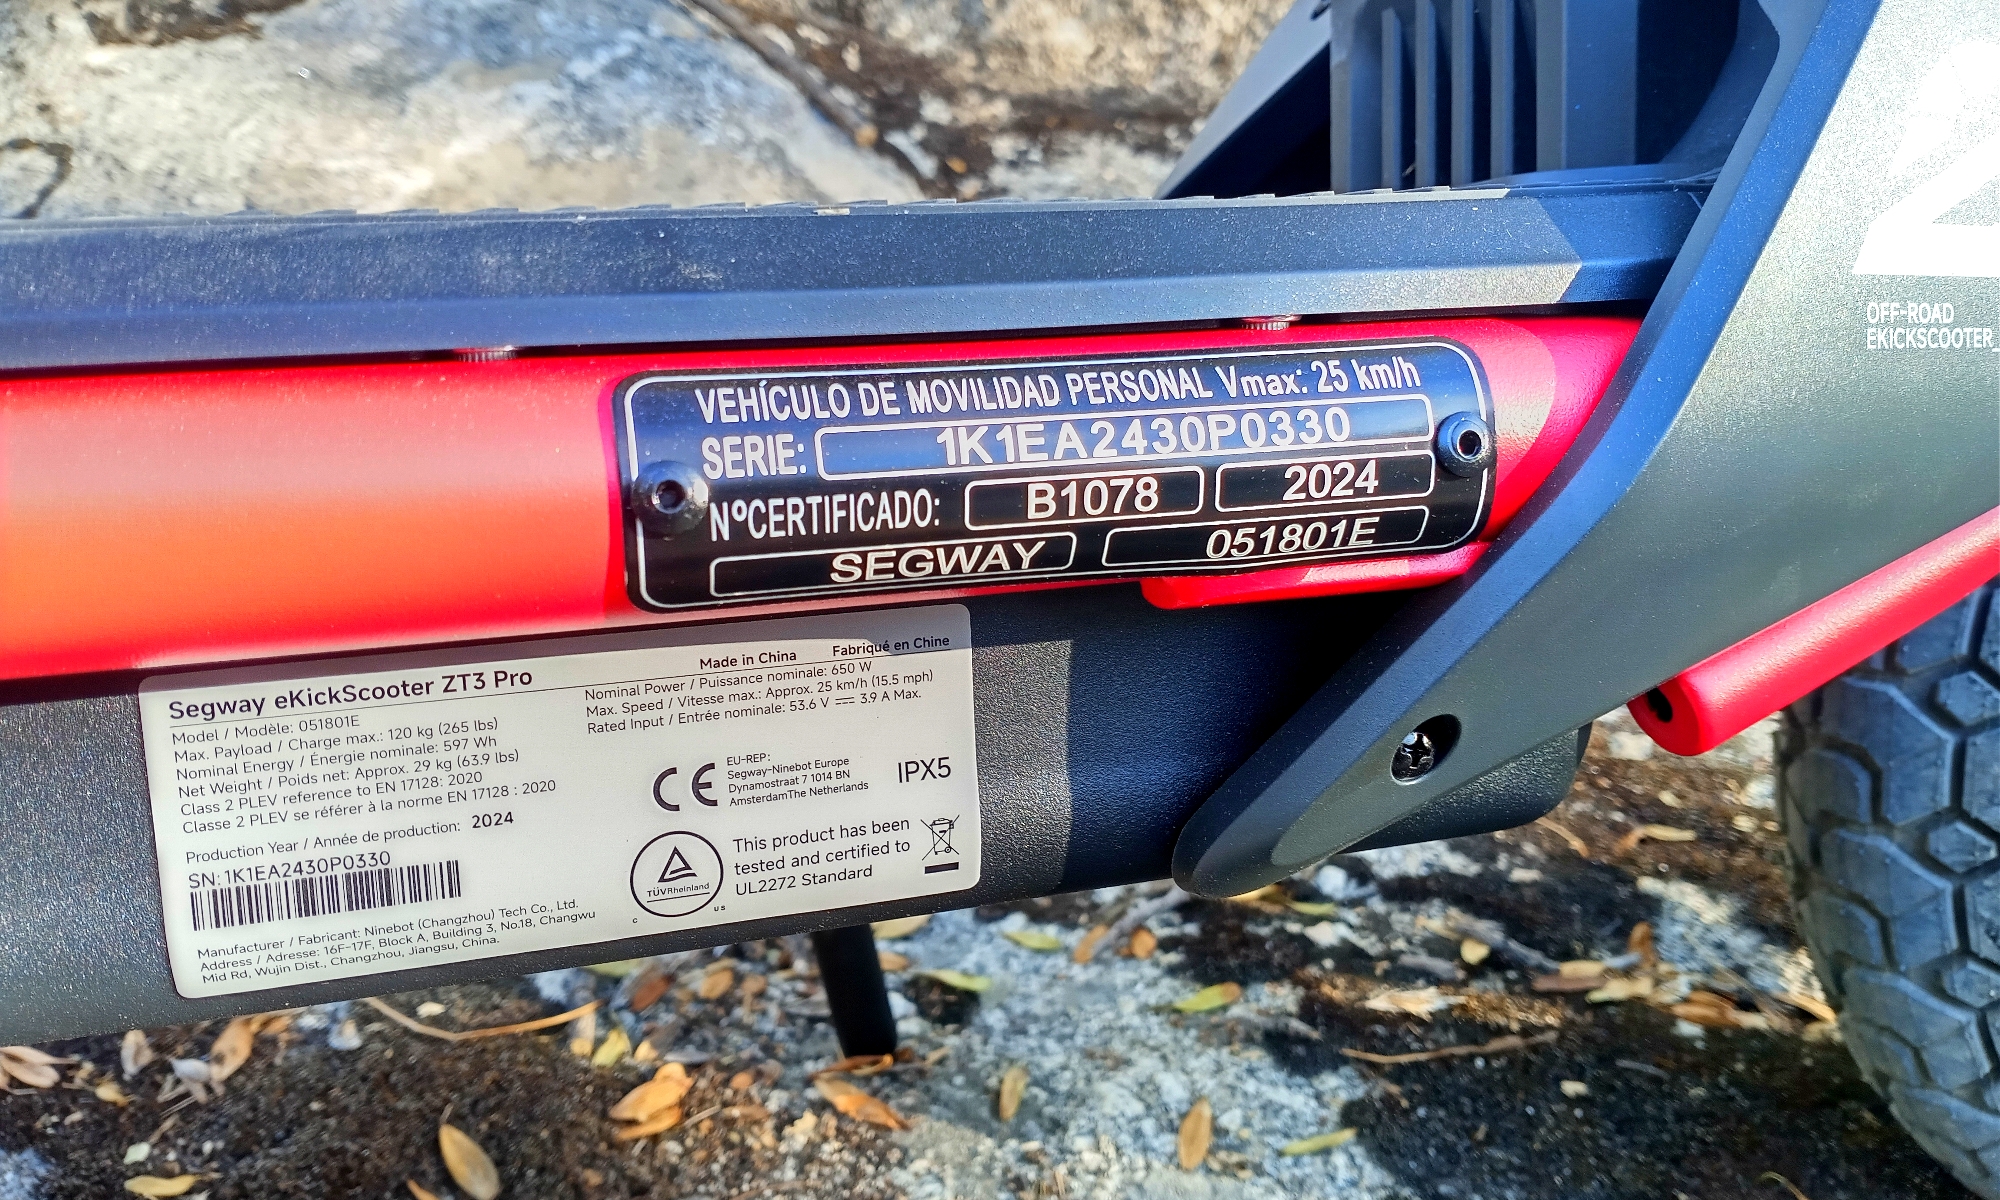 OFF-ROAD
EKICKSCOOTER_
VEHÍCULO DE MOVILIDAD PERSONAL Vmax: 25 km/h
SERIE: 1K1EA2430P0330
NºCERTIFICADO: B1078 2024
SEGWAY 051801E
Segway eKickScooter ZT3 Pro
Made in China Fabriqué en Chine
Model / Modèle: 051801E
Max. Payload / Charge max.: 120 kg (265 lbs)
Nominal Energy / Énergie nominale: 597 Wh
Net Weight / Poids net: Approx. 29 kg (63.9 lbs)
Class 2 PLEV reference to EN 17128: 2020
Classe 2 PLEV se référer à la norme EN 17128 : 2020
Nominal Power / Puissance nominale: 650 W
Max. Speed / Vitesse max.: Approx. 25 km/h (15.5 mph)
Rated Input / Entrée nominale: 53.6 V ⎓ 3.9 A Max.
Production Year / Année de production: 2024
SN: 1K1EA2430P0330
CE
EU-REP:
Segway-Ninebot Europe
Dynamostraat 7 1014 BN
AmsterdamThe Netherlands
IPX5
TÜVRheinland
c us
This product has been
tested and certified to
UL2272 Standard
Manufacturer / Fabricant: Ninebot (Changzhou) Tech Co., Ltd.
Address / Adresse: 16F-17F, Block A, Building 3, No.18, Changwu
Mid Rd, Wujin Dist., Changzhou, Jiangsu, China.